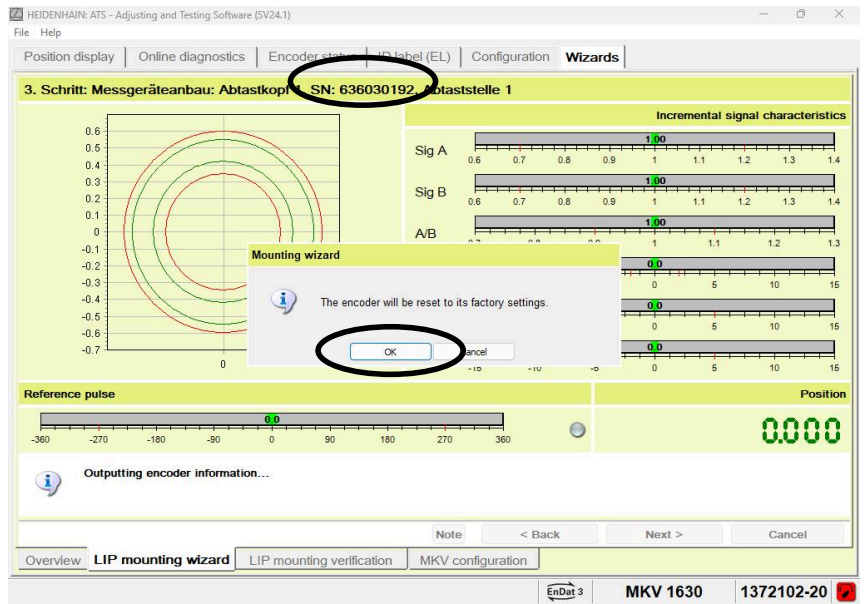 HEIDENHAIN: ATS - Adjusting and Testing Software (SV24.1)
File Help
Position display Online diagnostics Encoder status ID label (EL) Configuration Wizards
3. Schritt: Messgeräteanbau: Abtastkopf 1, SN: 636030192, Abtaststelle 1
Incremental signal characteristics
0.6
0.5
0.4
0.3
0.2
0.1
0
-0.1
-0.2
-0.3
-0.4
-0.5
-0.6
-0.7
0
Sig A
1.00
0.6 0.7 0.8 0.9 1 1.1 1.2 1.3 1.4
Sig B
1.00
0.6 0.7 0.8 0.9 1 1.1 1.2 1.3 1.4
A/B
1.00
1 1.1 1.2 1.3
0.0
0 5 10 15
0.0
0 5 10 15
0.0
-15 -10 -5 0 5 10 15
Mounting wizard
The encoder will be reset to its factory settings.
OK Cancel
Reference pulse
0.0
-360 -270 -180 -90 0 90 180 270 360
Position
0.000
Outputting encoder information...
Note < Back Next > Cancel
Overview LIP mounting wizard LIP mounting verification MKV configuration
EnDat 3 MKV 1630 1372102-20